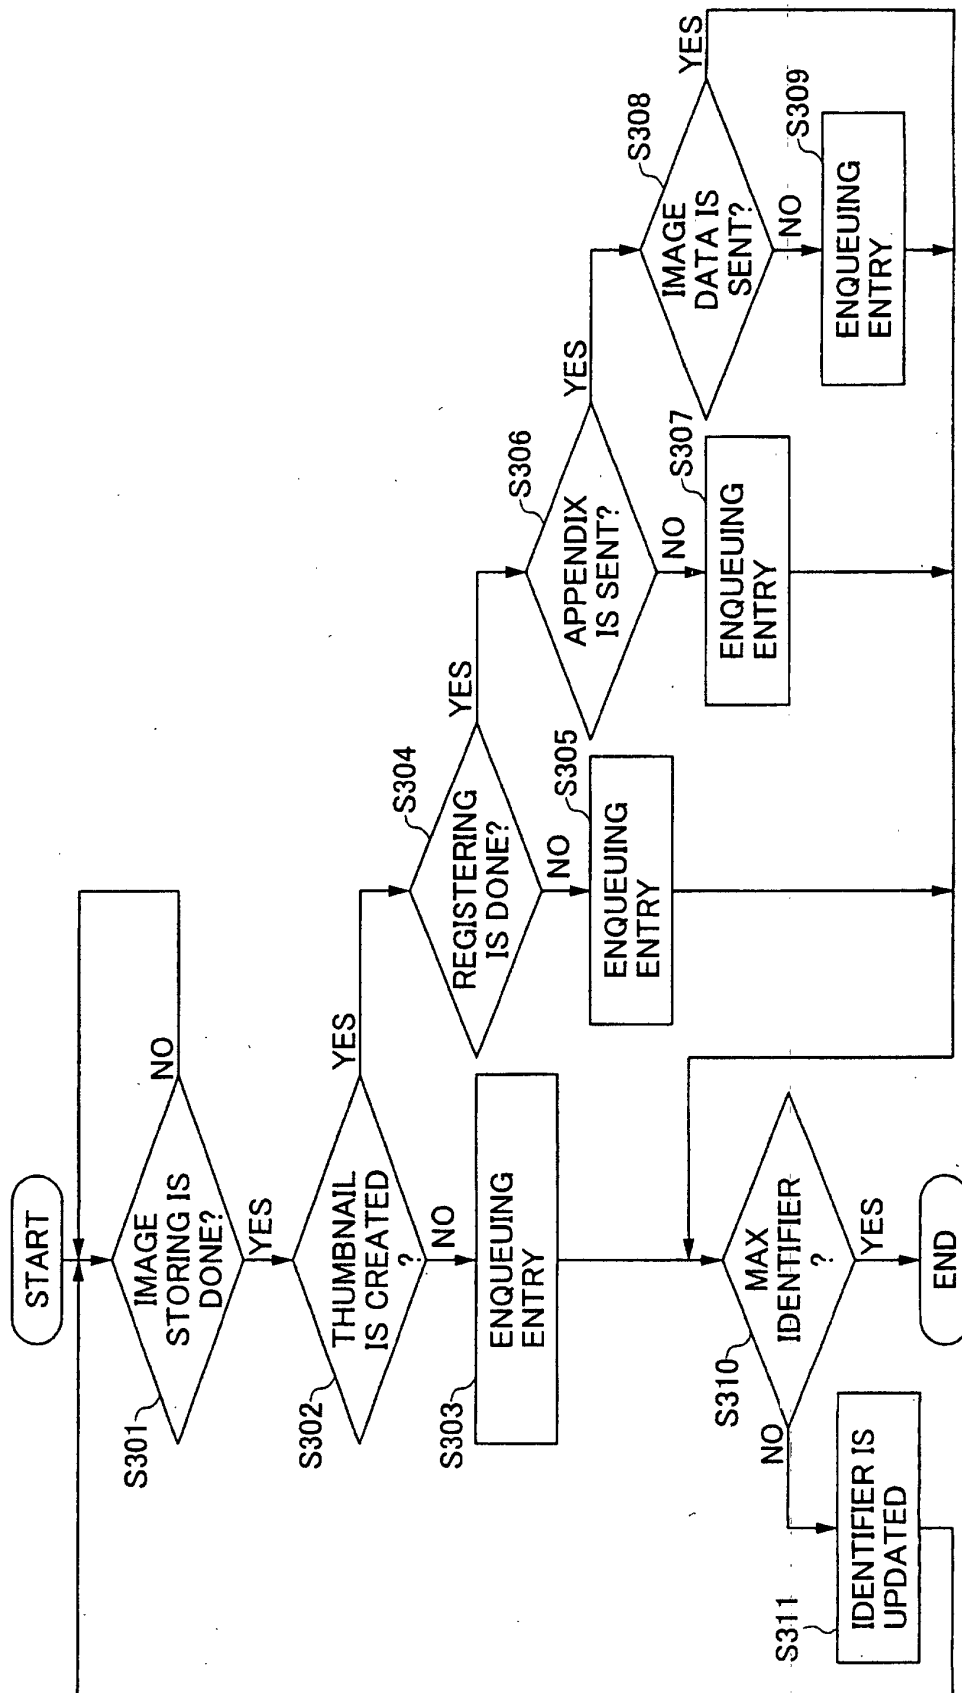 START
IMAGE
STORING IS
DONE?
S301
NO
YES
THUMBNAIL
IS CREATED
?
S302
YES
NO
ENQUEUING
ENTRY
S303
REGISTERING
IS DONE?
S304
YES
NO
ENQUEUING
ENTRY
S305
APPENDIX
IS SENT?
S306
YES
NO
ENQUEUING
ENTRY
S307
IMAGE
DATA IS
SENT?
S308
YES
NO
ENQUEUING
ENTRY
S309
MAX
IDENTIFIER
?
S310
NO
YES
IDENTIFIER IS
UPDATED
S311
END